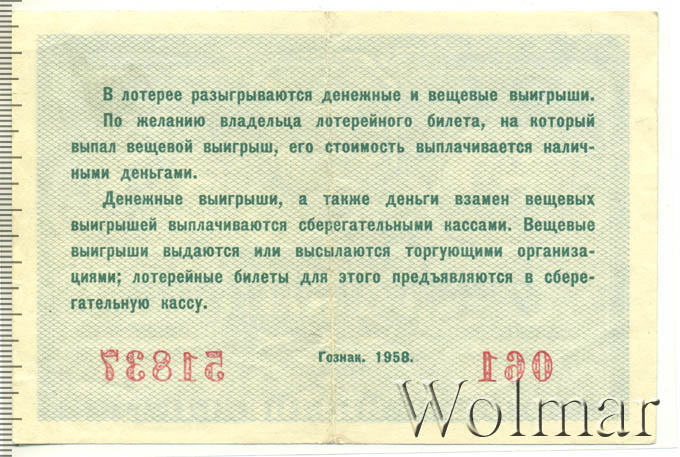 В лотерее разыгрываются денежные и вещевые выигрыши.
По желанию владельца лотерейного билета, на который
выпал вещевой выигрыш, его стоимость выплачивается налич-
ными деньгами.
Денежные выигрыши, а также деньги взамен вещевых
выигрышей выплачиваются сберегательными кассами. Вещевые
выигрыши выдаются или высылаются торгующими организа-
циями; лотерейные билеты для этого предъявляются в сбере-
гательную кассу.
51837 Гознак. 1958. 061
Wolmar